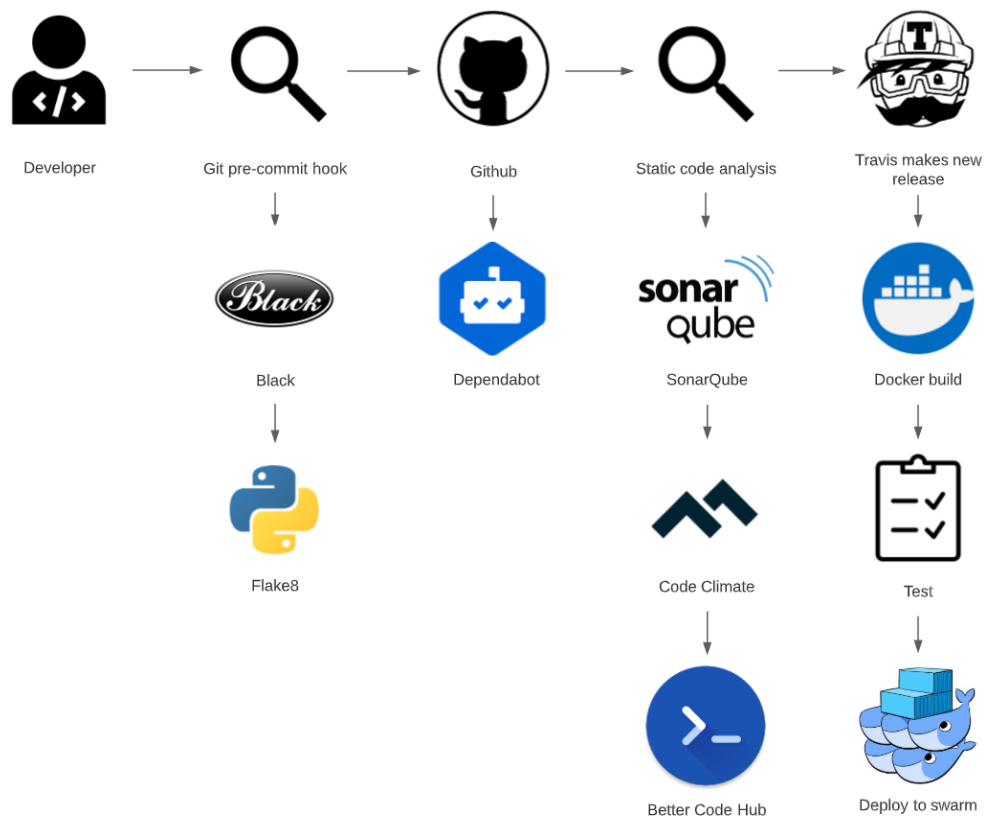 </>
T
Developer
Git pre-commit hook
Github
Static code analysis
Travis makes new
release
Black
sonar
qube
Black
Dependabot
SonarQube
Docker build
Flake8
Code Climate
Test
Better Code Hub
Deploy to swarm